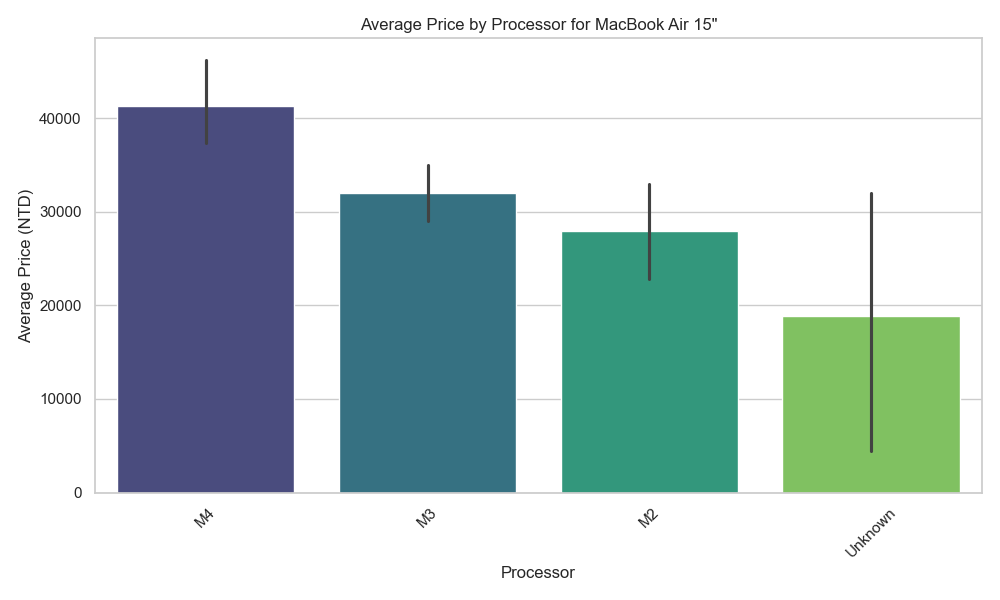 Average Price by Processor for MacBook Air 15"
Average Price (NTD)
40000
30000
20000
10000
0
M4
M3
M2
Unknown
Processor